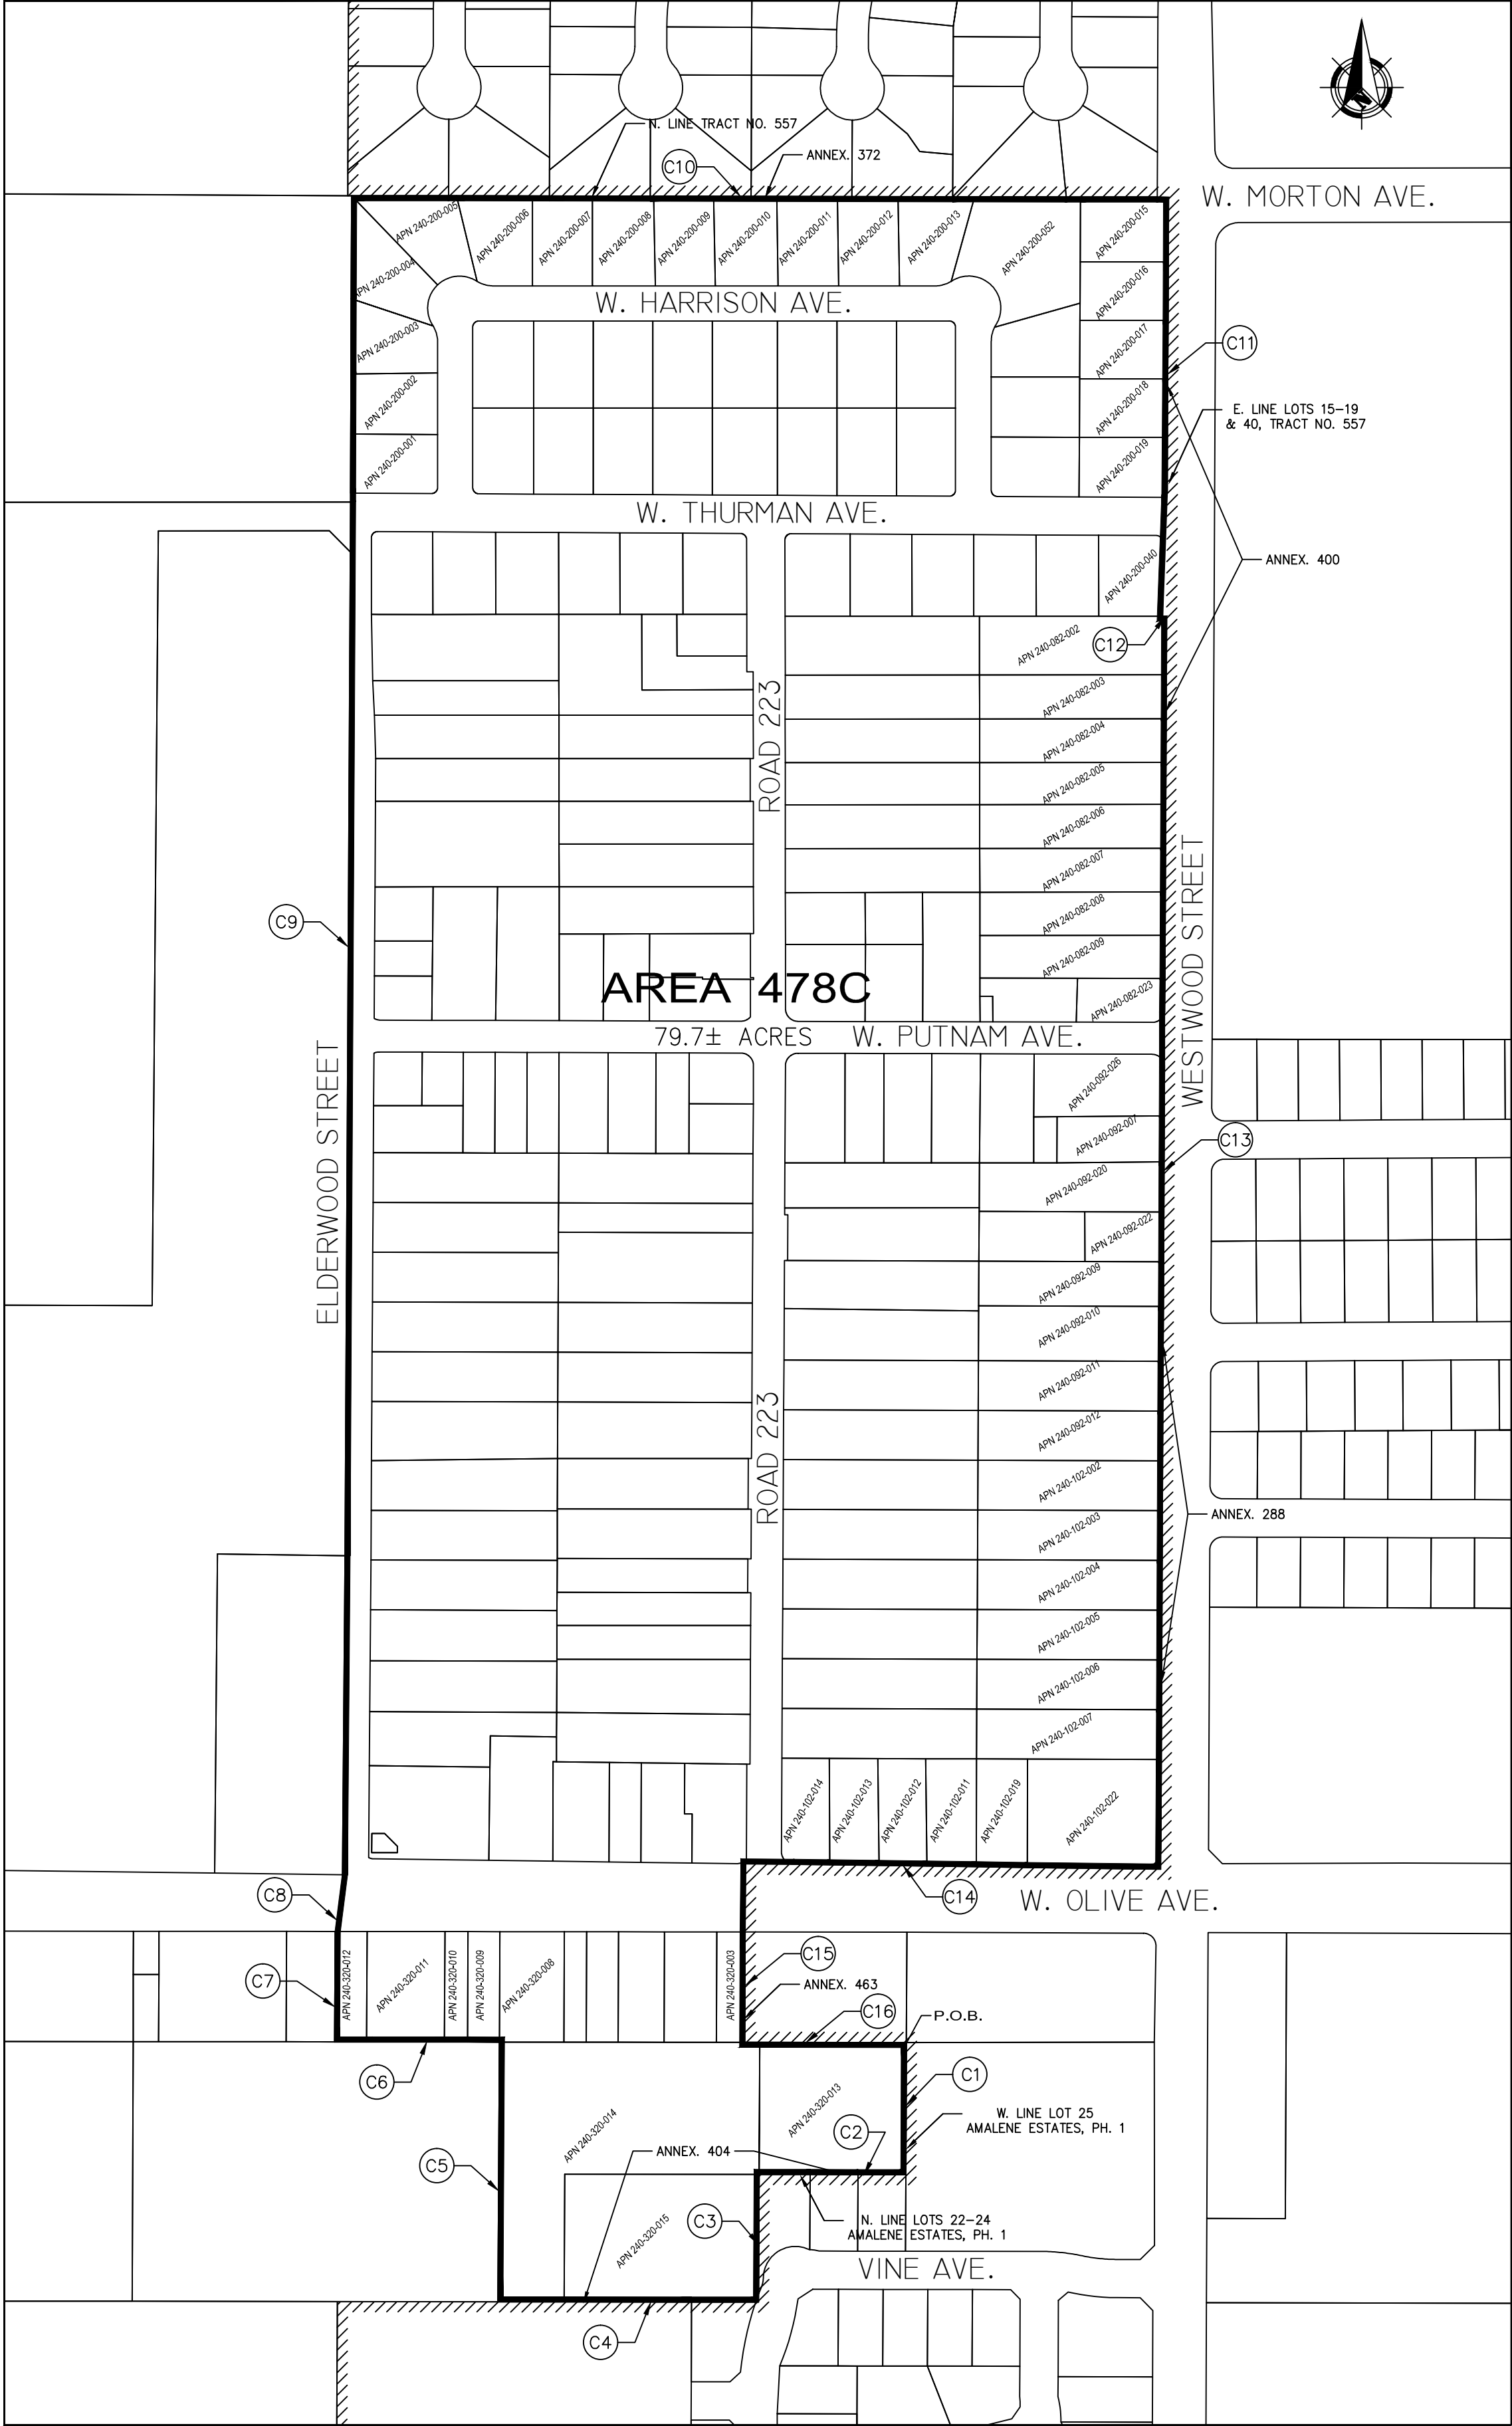 N. LINE TRACT NO. 557
C10
ANNEX. 372
W. MORTON AVE.
APN 240-200-005
APN 240-200-006
APN 240-200-007
APN 240-200-008
APN 240-200-009
APN 240-200-010
APN 240-200-011
APN 240-200-012
APN 240-200-013
APN 240-200-052
APN 240-200-015
APN 240-200-004
APN 240-200-016
W. HARRISON AVE.
APN 240-200-003
APN 240-200-017
C11
APN 240-200-002
APN 240-200-018
E. LINE LOTS 15-19
& 40, TRACT NO. 557
APN 240-200-001
APN 240-200-019
W. THURMAN AVE.
ANNEX. 400
APN 240-200-040
APN 240-082-002
C12
APN 240-082-003
ROAD 223
APN 240-082-004
APN 240-082-005
APN 240-082-006
APN 240-082-007
WESTWOOD STREET
APN 240-082-008
C9
APN 240-082-009
AREA 478C
APN 240-082-023
79.7± ACRES
W. PUTNAM AVE.
APN 240-092-026
ELDERWOOD STREET
APN 240-092-007
C13
APN 240-092-020
APN 240-092-022
APN 240-092-009
APN 240-092-010
APN 240-092-011
ROAD 223
APN 240-092-012
APN 240-102-002
APN 240-102-003
ANNEX. 288
APN 240-102-004
APN 240-102-005
APN 240-102-006
APN 240-102-007
APN 240-102-014
APN 240-102-013
APN 240-102-012
APN 240-102-011
APN 240-102-019
APN 240-102-022
C8
C14
W. OLIVE AVE.
C7
APN 240-320-012
APN 240-320-011
APN 240-320-010
APN 240-320-009
APN 240-320-008
APN 240-320-003
C15
ANNEX. 463
C16
P.O.B.
C6
C1
APN 240-320-014
APN 240-320-013
W. LINE LOT 25
AMALENE ESTATES, PH. 1
C2
ANNEX. 404
C5
C3
APN 240-320-015
N. LINE LOTS 22-24
AMALENE ESTATES, PH. 1
VINE AVE.
C4